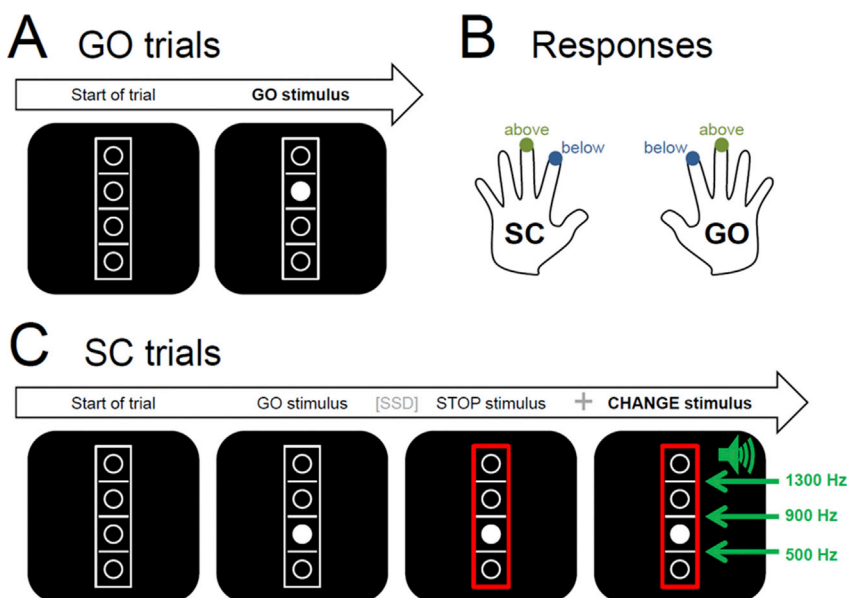 A GO trials
Start of trial GO stimulus
B Responses
above
below
SC
above
below
GO
C SC trials
Start of trial GO stimulus [SSD] STOP stimulus + CHANGE stimulus
1300 Hz
900 Hz
500 Hz